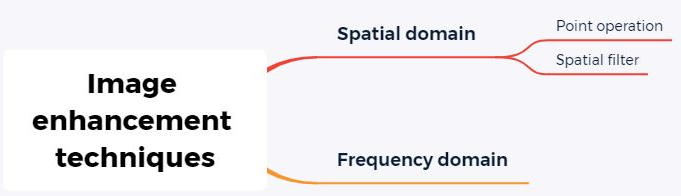 Image
enhancement
techniques
Spatial domain
Point operation
Spatial filter
Frequency domain